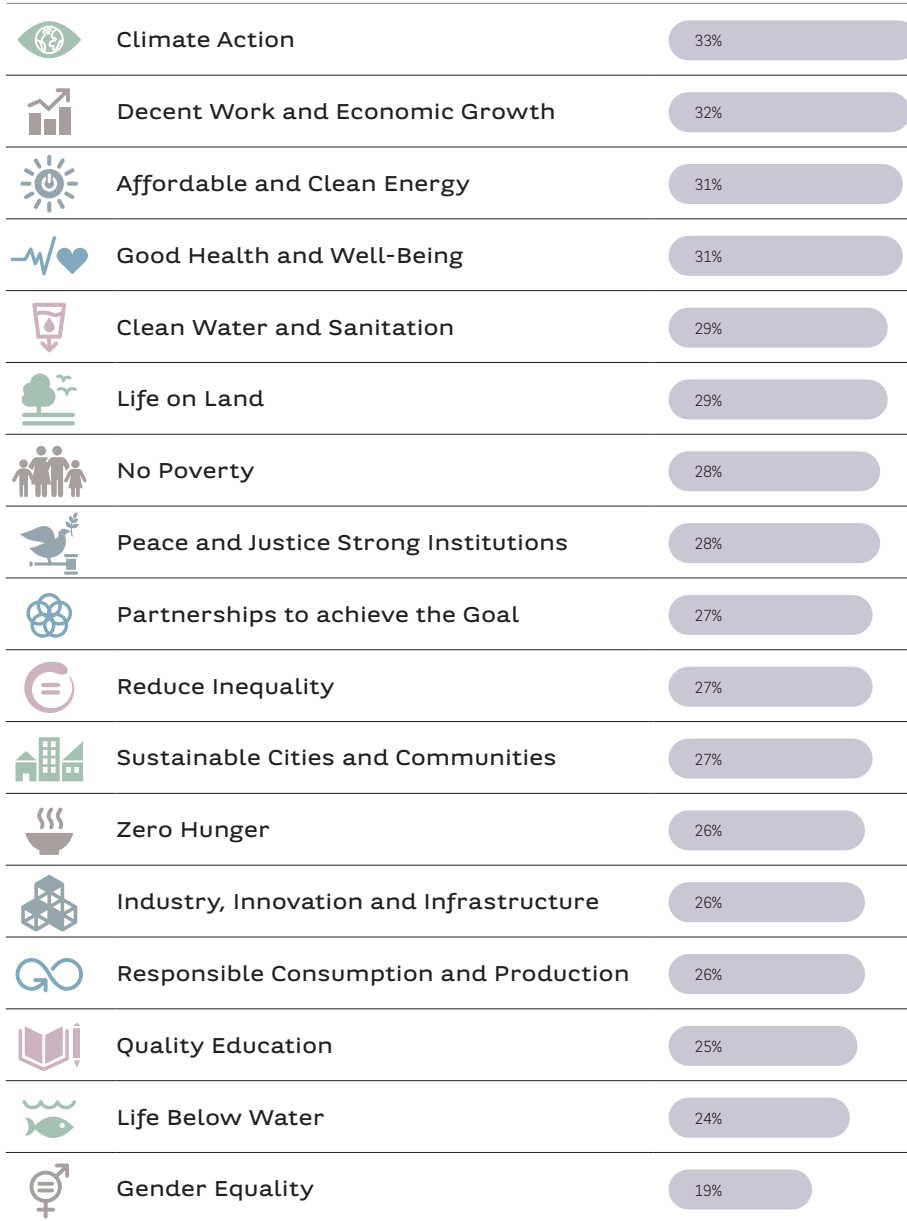 Climate Action 33%
Decent Work and Economic Growth 32%
Affordable and Clean Energy 31%
Good Health and Well-Being 31%
Clean Water and Sanitation 29%
Life on Land 29%
No Poverty 28%
Peace and Justice Strong Institutions 28%
Partnerships to achieve the Goal 27%
Reduce Inequality 27%
Sustainable Cities and Communities 27%
Zero Hunger 26%
Industry, Innovation and Infrastructure 26%
Responsible Consumption and Production 26%
Quality Education 25%
Life Below Water 24%
Gender Equality 19%